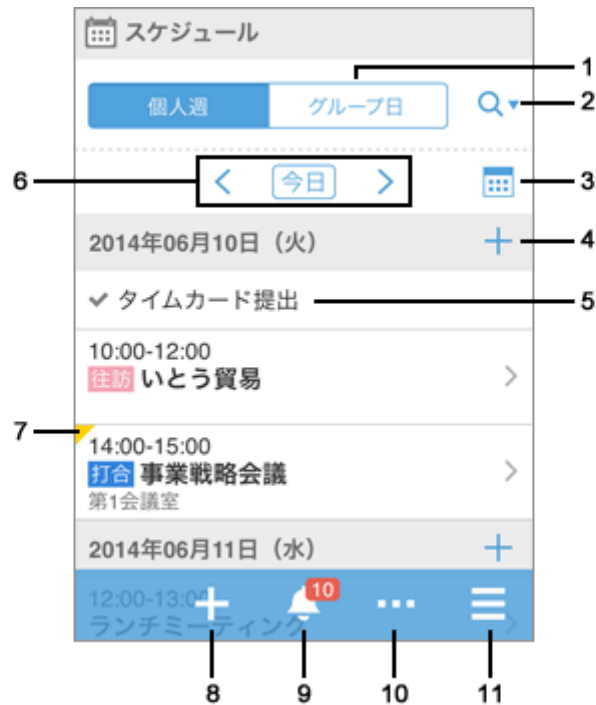 スケジュール
1
個人週 グループ日
2
6
今日
3
2014年06月10日（火）
4
タイムカード提出
5
10:00-12:00
往訪 いとう貿易
7
14:00-15:00
打合 事業戦略会議
第1会議室
2014年06月11日（水）
10
12:00-13:00
ランチミーティング
8 9 10 11